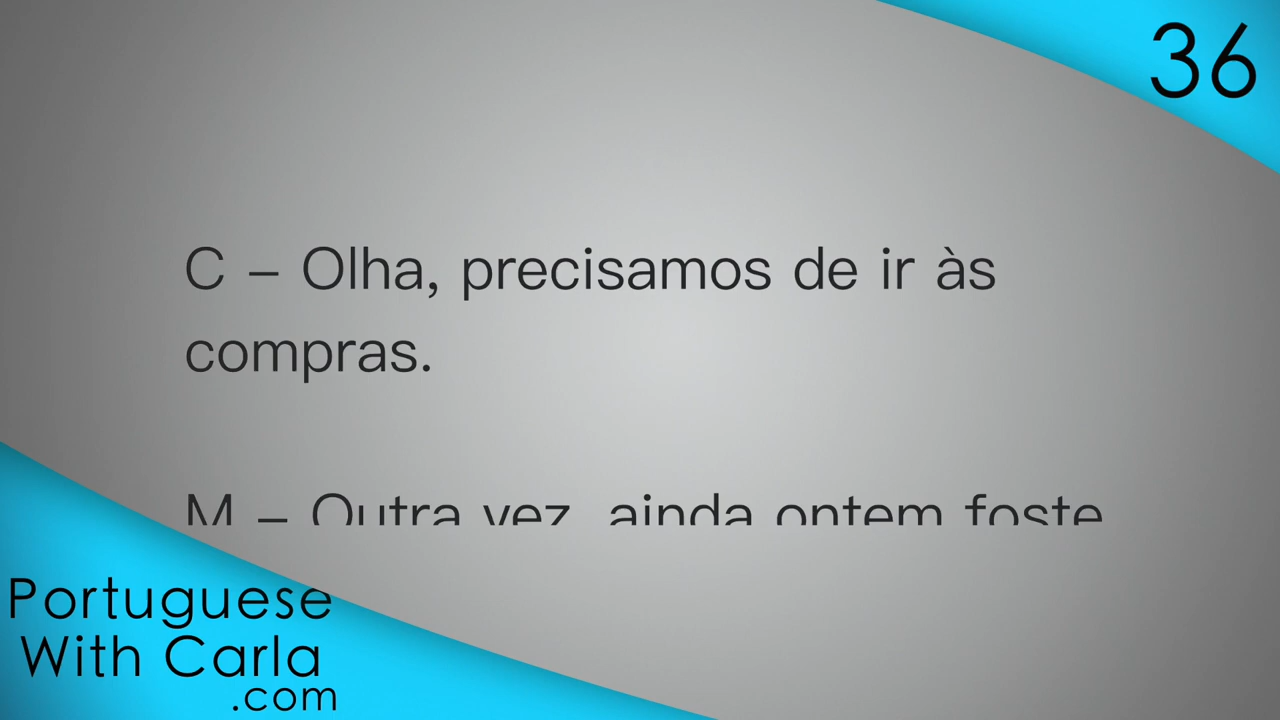 36
C – Olha, precisamos de ir às
compras.
M – Outra vez, ainda ontem foste
Portuguese
With Carla
.com